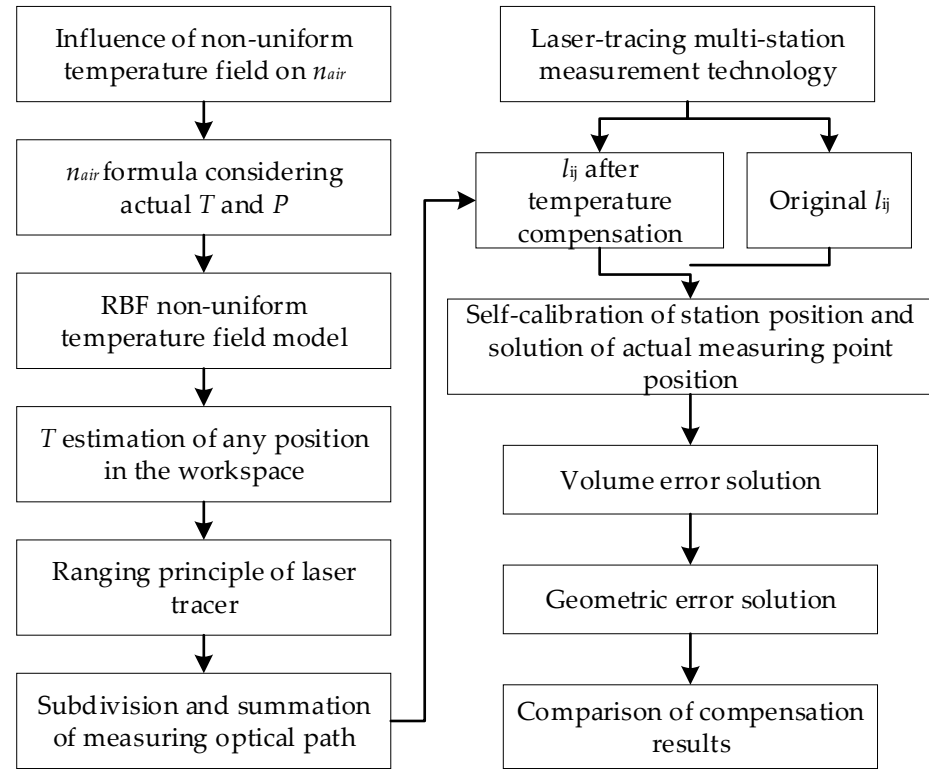 Influence of non-uniform
temperature field on nair
nair formula considering
actual T and P
RBF non-uniform
temperature field model
T estimation of any position
in the workspace
Ranging principle of laser
tracer
Subdivision and summation
of measuring optical path
Laser-tracing multi-station
measurement technology
lij after
temperature
compensation
Original lij
Self-calibration of station position and
solution of actual measuring point
position
Volume error solution
Geometric error solution
Comparison of compensation
results